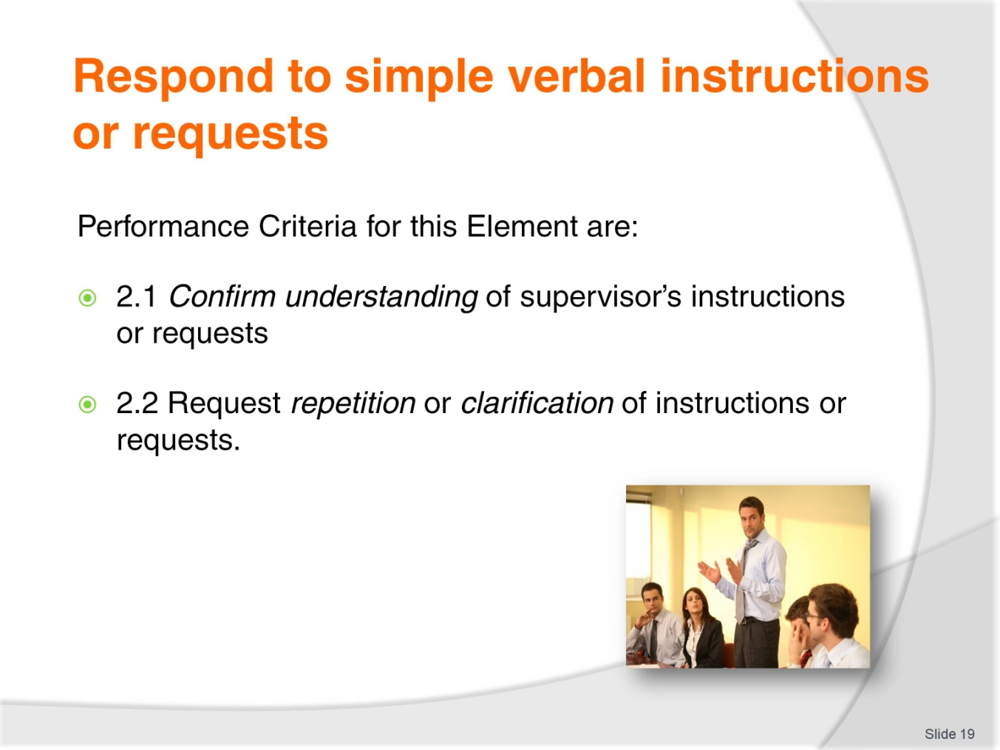 Respond to simple verbal instructions
or requests
Performance Criteria for this Element are:
2.1 Confirm understanding of supervisor’s instructions
or requests
2.2 Request repetition or clarification of instructions or
requests.
Slide 19